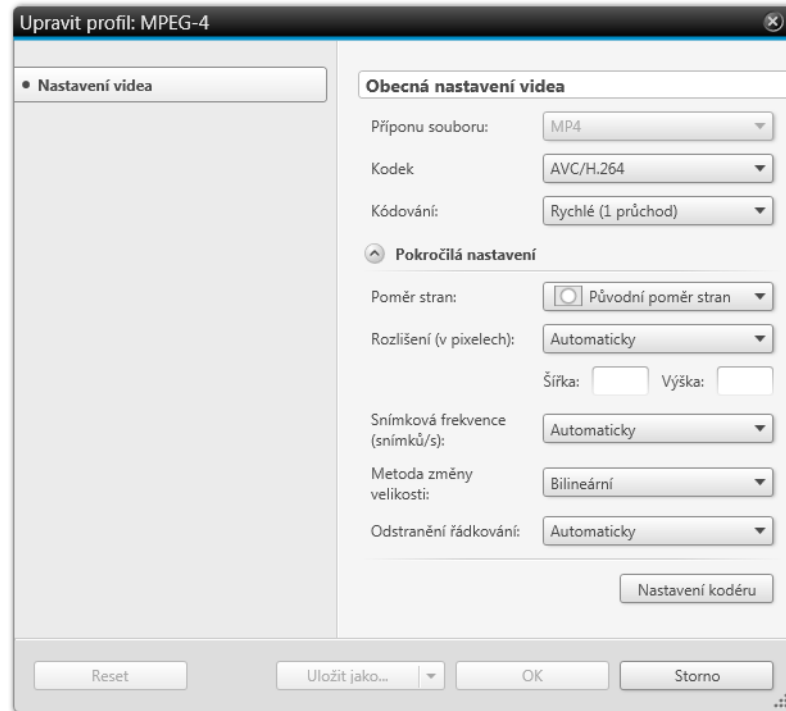 Upravit profil: MPEG-4
Nastavení videa
Obecná nastavení videa
Příponu souboru: MP4
Kodek AVC/H.264
Kódování: Rychlé (1 průchod)
Pokročilá nastavení
Poměr stran: Původní poměr stran
Rozlišení (v pixelech): Automaticky
Šířka: Výška:
Snímková frekvence
(snímků/s): Automaticky
Metoda změny
velikosti: Bilineární
Odstranění řádkování: Automaticky
Nastavení kodéru
Reset Uložit jako... OK Storno